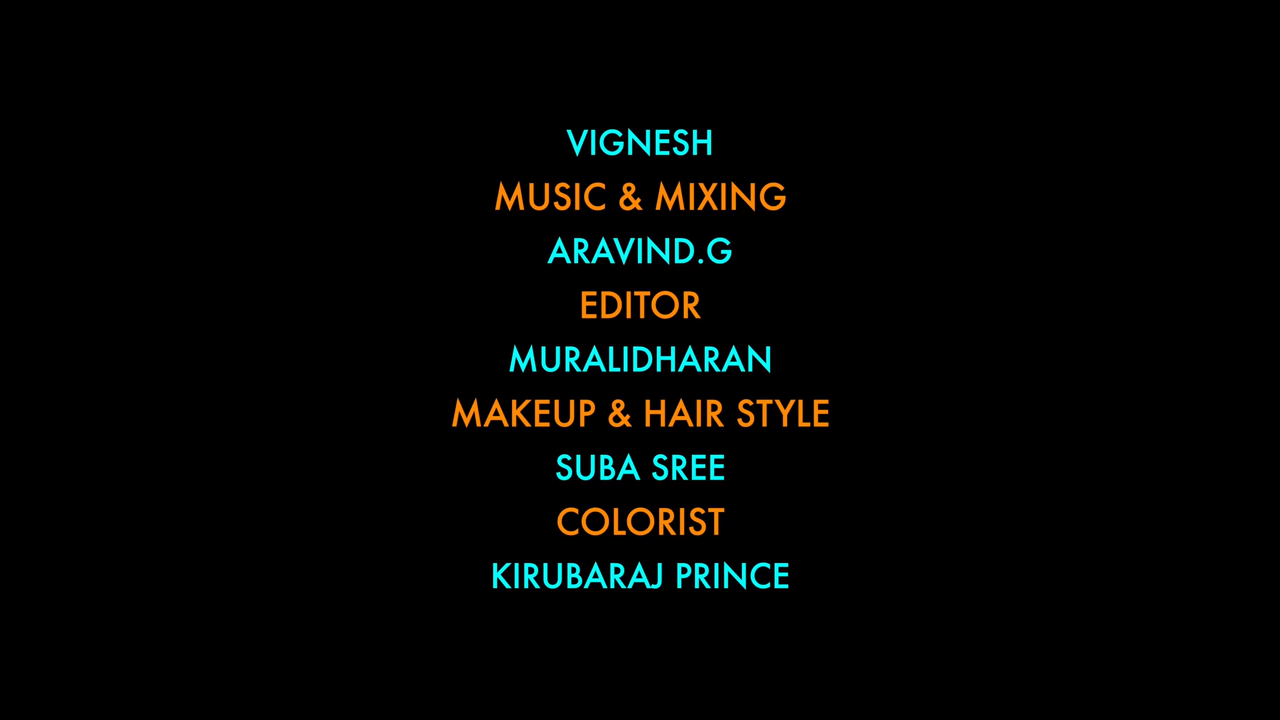 VIGNESH
MUSIC & MIXING
ARAVIND.G
EDITOR
MURALIDHARAN
MAKEUP & HAIR STYLE
SUBA SREE
COLORIST
KIRUBARAJ PRINCE